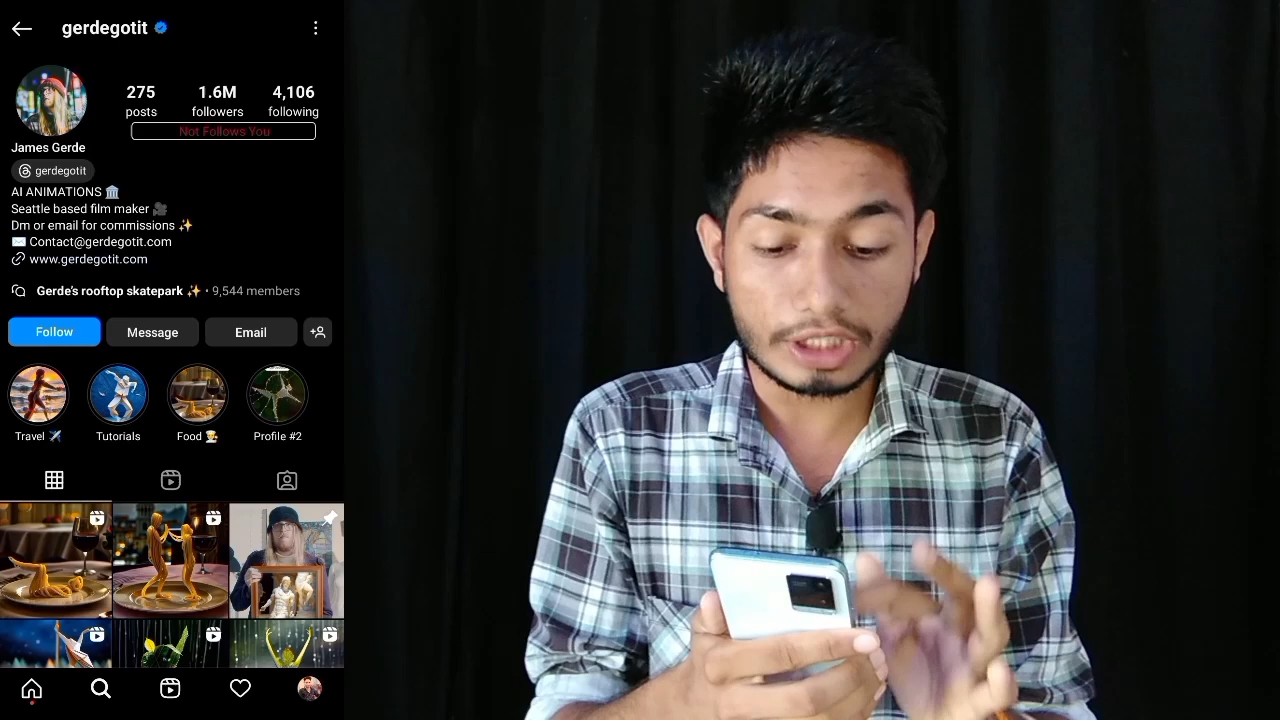 gerdegotit
275 1.6M 4,106
posts followers following
Not Follows You
James Gerde
gerdegotit
AI ANIMATIONS 🏛️
Seattle based film maker 🎥
Dm or email for commissions ✨
✉️ Contact@gerdegotit.com
www.gerdegotit.com
Gerde's rooftop skatepark ✨ • 9,544 members
Follow Message Email
Travel ✈️ Tutorials Food 🧑‍🍳 Profile #2